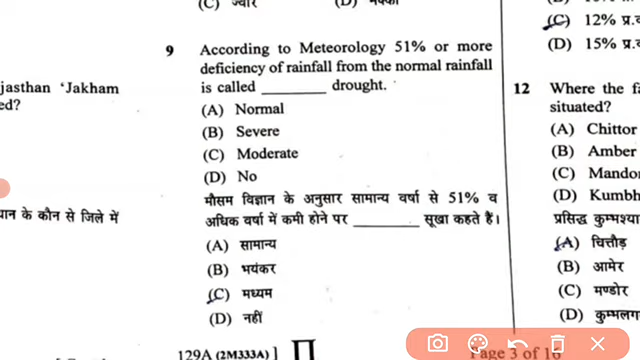 (C) ज्वार
(D) मक्का
jasthan 'Jakham
ed?
थान के कौन से जिले में
9 According to Meteorology 51% or more
deficiency of rainfall from the normal rainfall
is called ________ drought.
(A) Normal
(B) Severe
(C) Moderate
(D) No
मौसम विज्ञान के अनुसार सामान्य वर्षा से 51% व
अधिक वर्षा में कमी होने पर ________ सूखा कहते हैं।
(A) सामान्य
(B) भयंकर
(C) मध्यम
(D) नहीं
129A (2M333A) ]
Page 3 of 16
(C) 12% प्र.
(D) 15% प्र.
12 Where the fa
situated?
(A) Chittor
(B) Amber
(C) Mando
(D) Kumbh
प्रसिद्ध कुम्भश्या
(A) चित्तौड़
(B) आमेर
(C) मण्डोर
(D) कुम्भलग